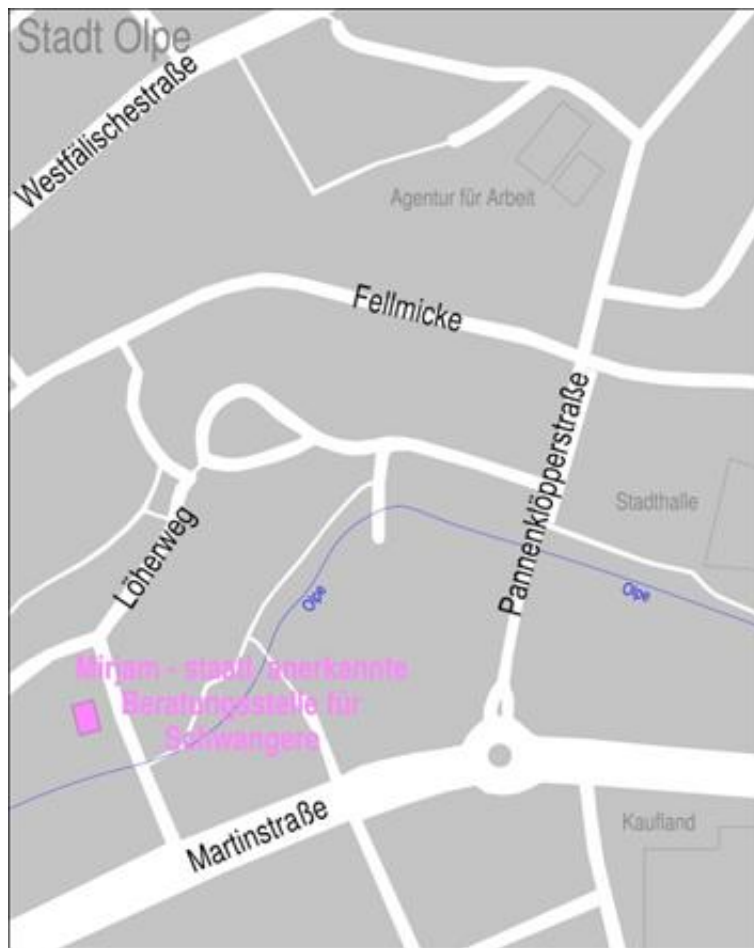 Stadt Olpe
Westfälischestraße
Agentur für Arbeit
Fellmicke
Pannenklöpperstraße
Stadthalle
Löherweg
Olpe
Olpe
Mirjam - staatl. anerkannte
Beratungsstelle für
Schwangere
Martinstraße
Kaufland